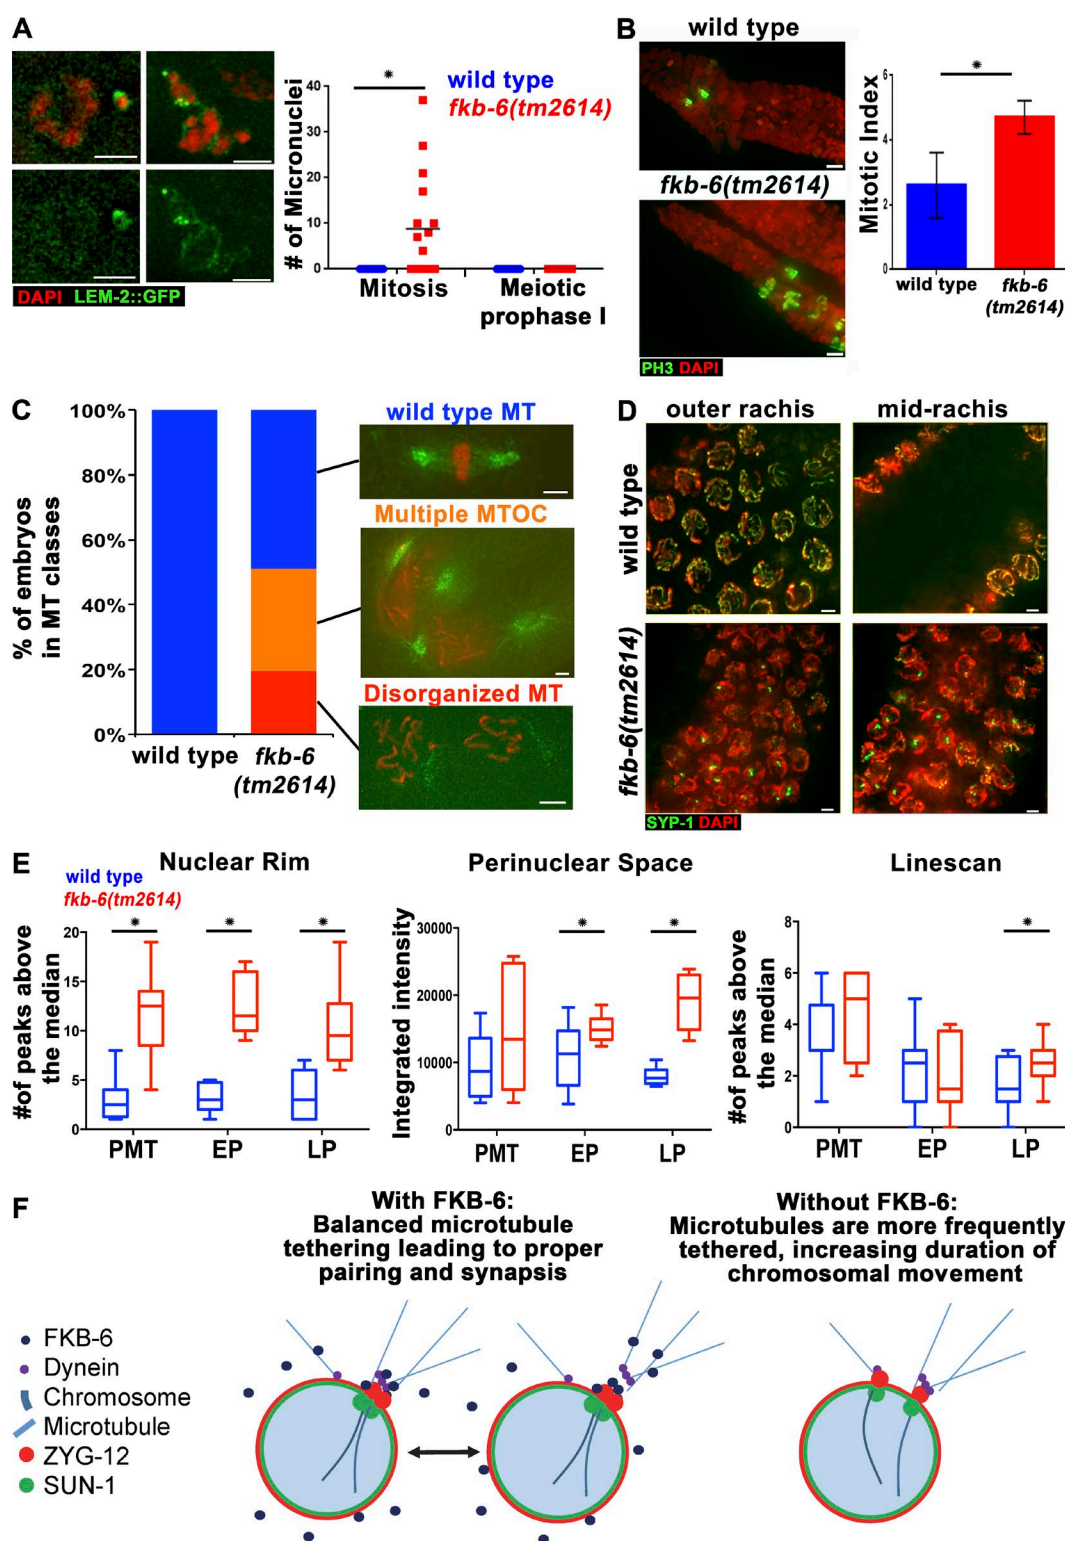 A
DAPI LEM-2::GFP
# of Micronuclei
40
30
20
10
0
*
wild type
fkb-6(tm2614)
Mitosis
Meiotic
prophase I
B
wild type
fkb-6(tm2614)
PH3 DAPI
Mitotic Index
6
4
2
0
*
wild type
fkb-6
(tm2614)
C
% of embryos
in MT classes
100%
80%
60%
40%
20%
0%
wild type
fkb-6
(tm2614)
wild type MT
Multiple MTOC
Disorganized MT
D
outer rachis
mid-rachis
wild type
fkb-6(tm2614)
SYP-1 DAPI
E
wild type
fkb-6(tm2614)
Nuclear Rim
#of peaks above
the median
20
15
10
5
0
*
*
*
PMT
EP
LP
Perinuclear Space
Integrated intensity
30000
20000
10000
0
*
*
PMT
EP
LP
Linescan
#of peaks above
the median
8
6
4
2
0
*
PMT
EP
LP
F
With FKB-6:
Balanced microtubule
tethering leading to proper
pairing and synapsis
Without FKB-6:
Microtubules are more frequently
tethered, increasing duration of
chromosomal movement
FKB-6
Dynein
Chromosome
Microtubule
ZYG-12
SUN-1